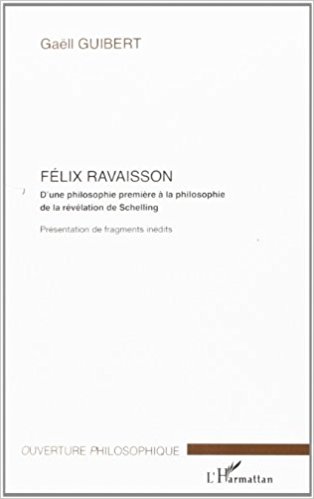 Gaëll GUIBERT
FÉLIX RAVAISSON
D'une philosophie première à la philosophie
de la révélation de Schelling
Présentation de fragments inédits
OUVERTURE PHILOSOPHIQUE
L'Harmattan